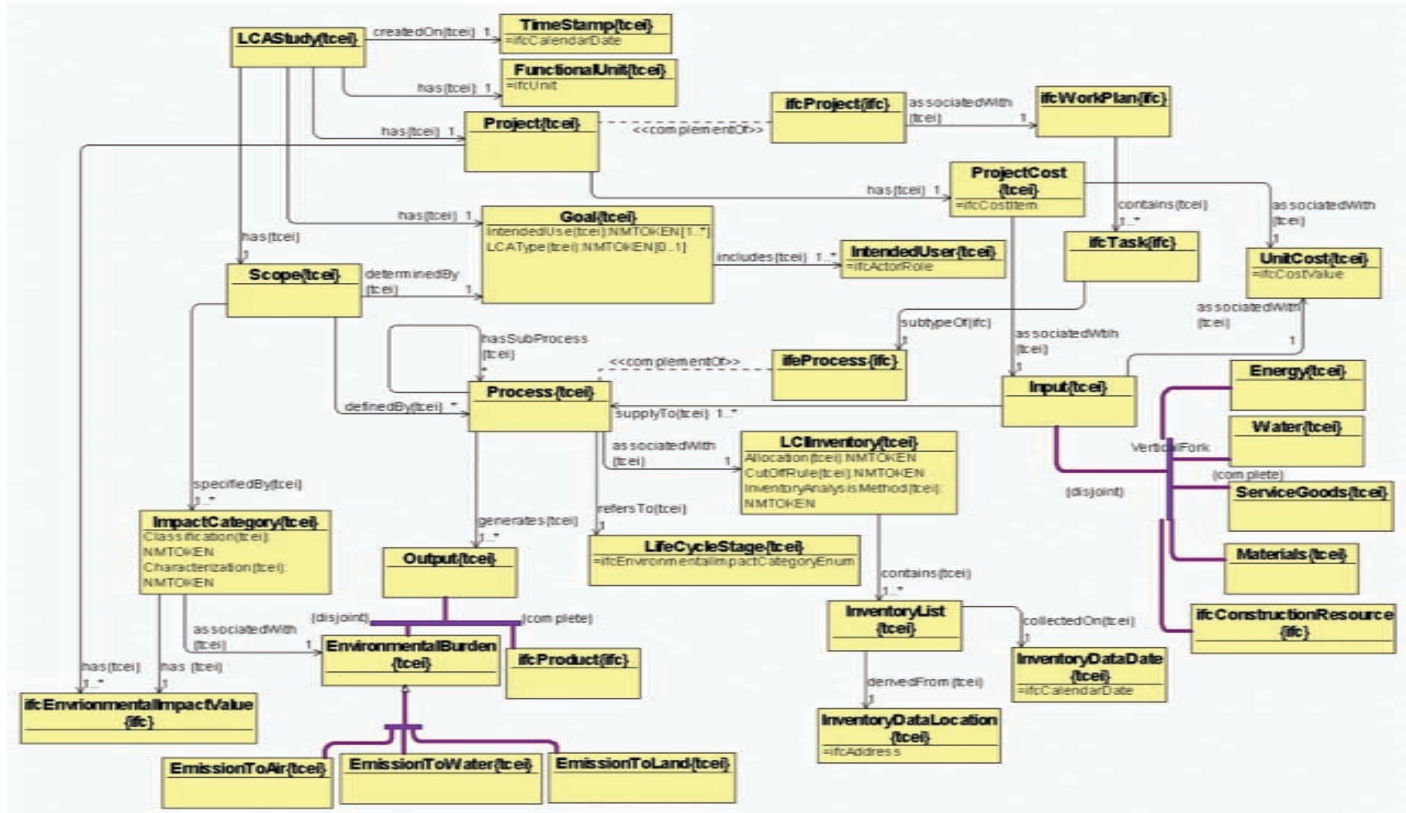 LCAStudy{tcei}
createdOn{tcei} 1
TimeStamp{tcei}
=ifcCalendarDate
has{tcei} 1
FunctionalUnit{tcei}
=ifcUnit
has{tcei} 1
Project{tcei}
<<complementOf>>
ifcProject{ifc}
associatedWith
{tcei} 1
ifcWorkPlan{ifc}
has{tcei} 1
ProjectCost
{tcei}
=ifcCostItem
contains{tcei}
1..*
associatedWith
{tcei}
1
has{tcei} 1
Goal{tcei}
IntendedUse{tcei}:NMTOKEN[1..*]
LCAType{tcei}:NMTOKEN[0..1]
includes{tcei} 1..*
IntendedUser{tcei}
=ifcActorRole
ifcTask{ifc}
UnitCost{tcei}
=ifcCostValue
has{tcei}
1
Scope{tcei}
determinedBy
{tcei} 1
associatedWith
{tcei}
1
subtypeOf{ifc}
1
associatedWtih
{tcei}
1
hasSubProcess
{tcei}
*
<<complementOf>>
ifeProcess{ifc}
Process{tcei}
definedBy{tcei} *
supplyTo{tcei} 1..*
Input{tcei}
Energy{tcei}
Water{tcei}
VerticalFork
{complete}
{disjoint}
ServiceGoods{tcei}
Materials{tcei}
ifcConstructionResource
{ifc}
associatedWith
{tcei} 1
LCIInventory{tcei}
Allocation{tcei}:NMTOKEN
CutOffRule{tcei}:NMTOKEN
InventoryAnalysisMethod{tcei}:
NMTOKEN
specifiedBy{tcei}
1..*
ImpactCategory{tcei}
Classification{tcei}:
NMTOKEN
Characterization{tcei}:
NMTOKEN
generates{tcei}
1..*
refersTo{tcei}
1
Output{tcei}
LifeCycleStage{tcei}
=ifcEnvironmentalImpactCategoryEnum
contains{tcei}
1..*
{disjoint}
{complete}
associatedWith
{tcei} 1
EnvironmentalBurden
{tcei}
ifcProduct{ifc}
InventoryList
{tcei}
collectedOn{tcei}
1
InventoryDataDate
{tcei}
=ifcCalendarDate
has{tcei}
1..*
has {tcei}
1
ifcEnvrionmentalImpactValue
{ifc}
derivedFrom{tcei}
1
InventoryDataLocation
{tcei}
=ifcAddress
EmissionToAir{tcei}
EmissionToWater{tcei}
EmissionToLand{tcei}